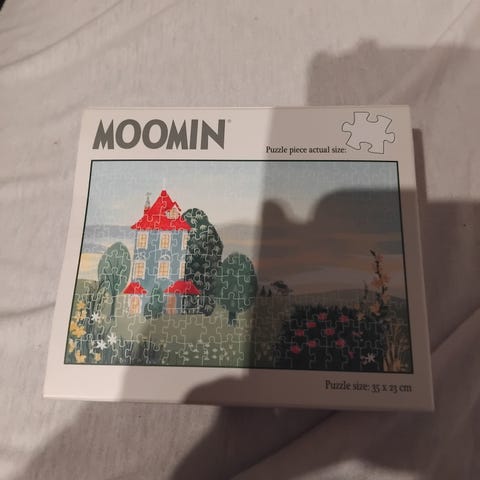 MOOMIN®
Puzzle piece actual size:
Puzzle size: 35 x 23 cm